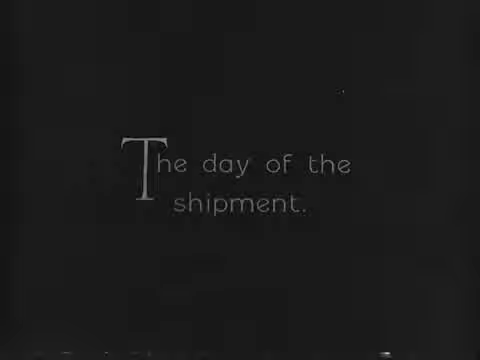 The day of the
shipment.